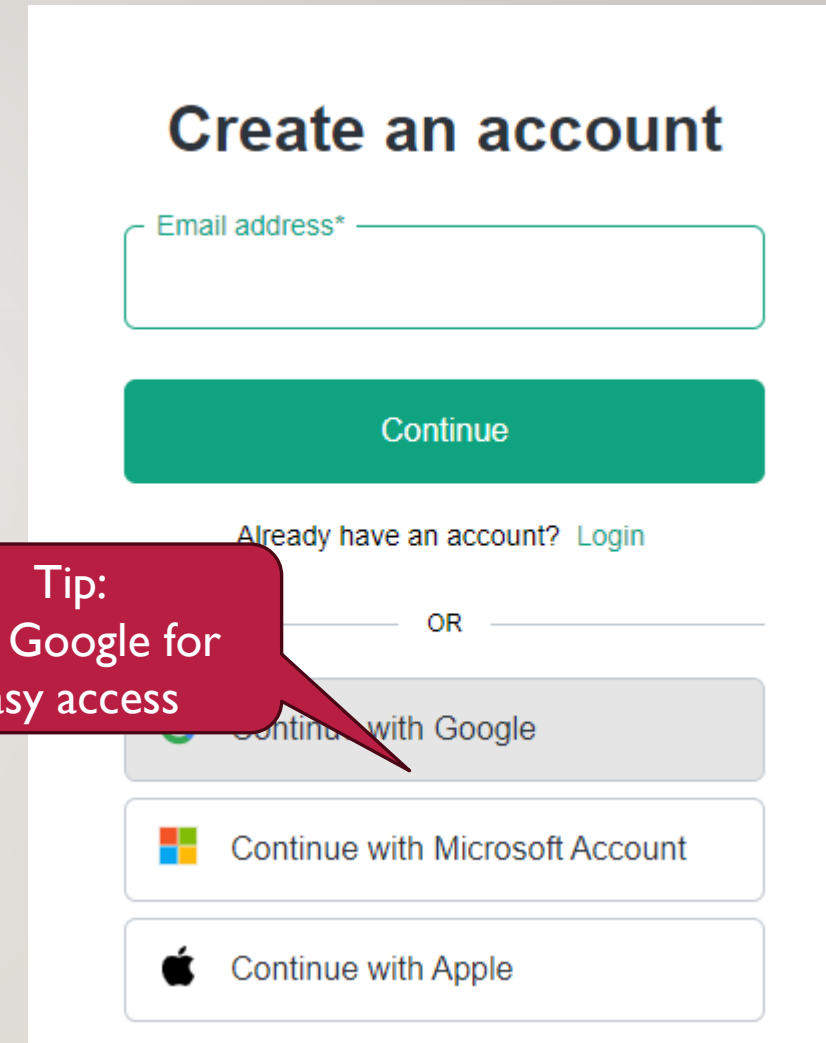 Create an account
Email address*
Continue
Already have an account? Login
Tip:
Google for
access
OR
Continue with Google
Continue with Microsoft Account
Continue with Apple